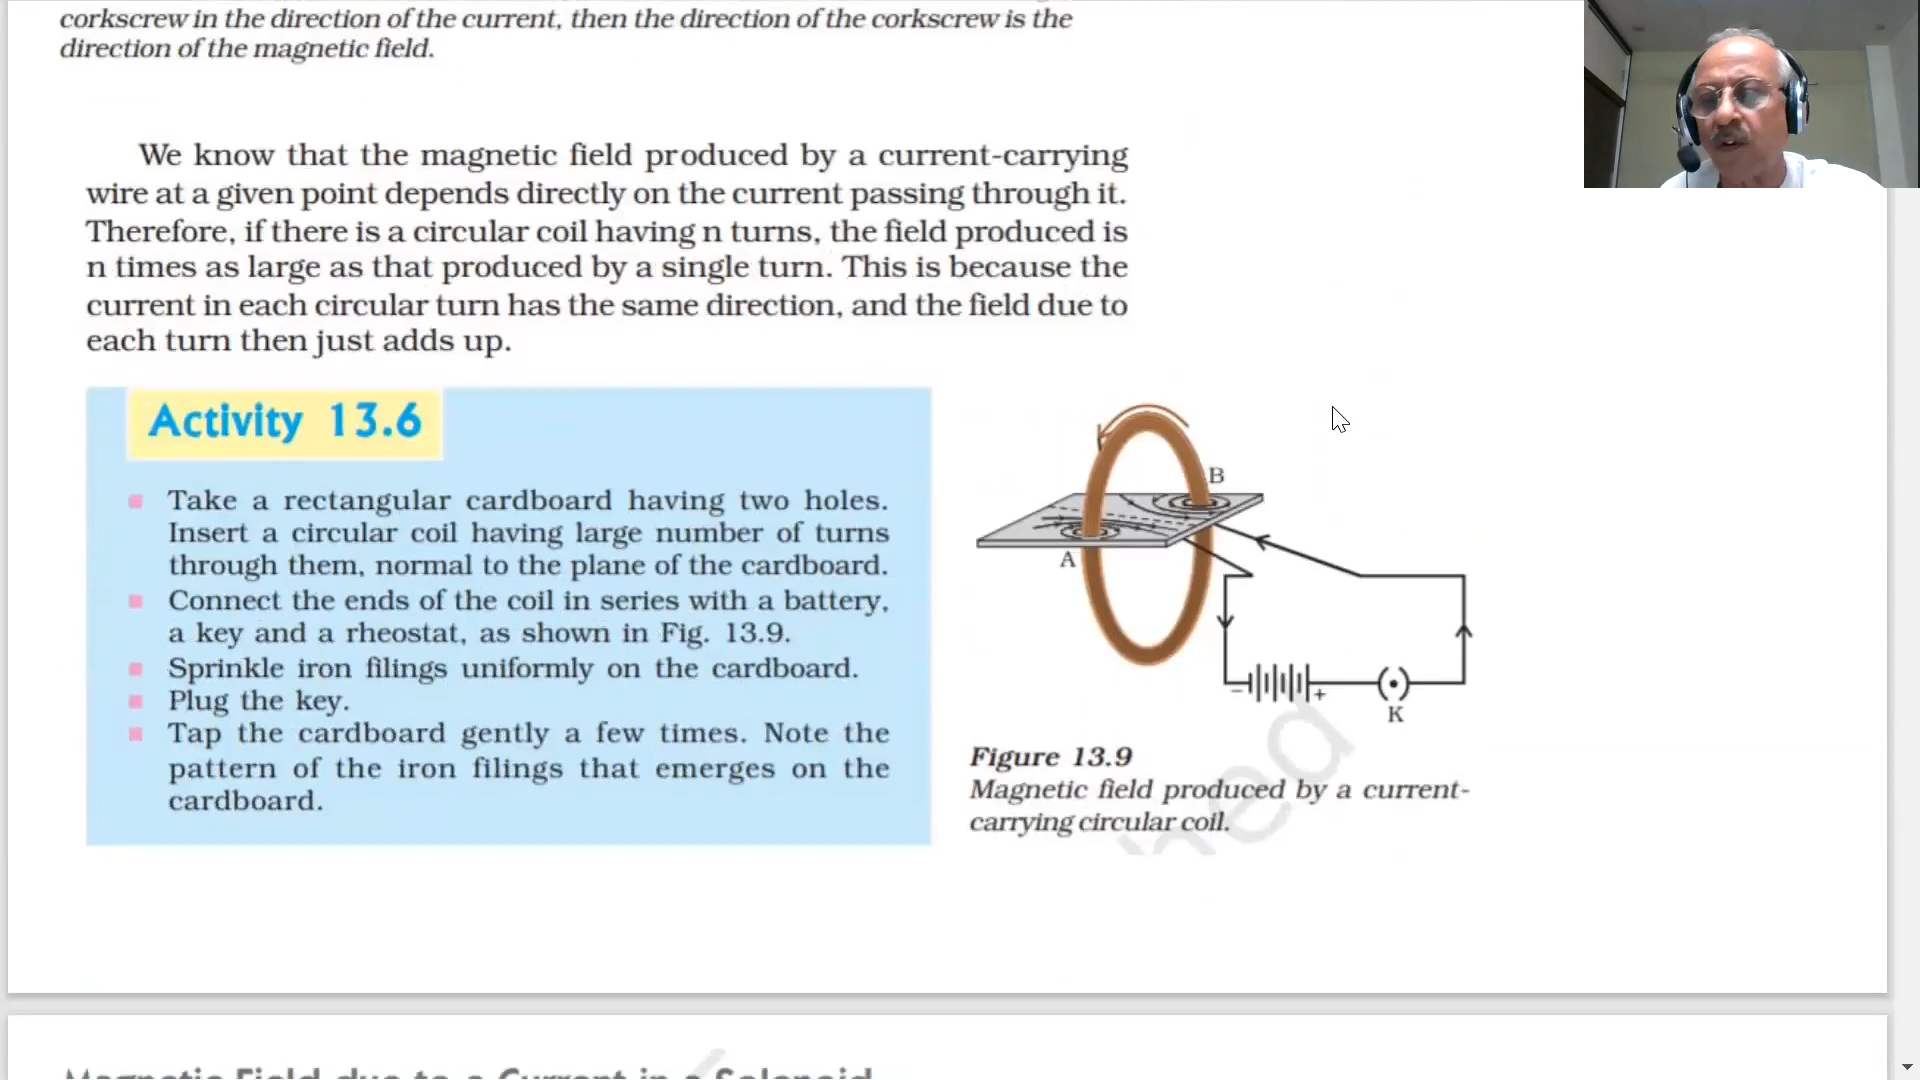 corkscrew in the direction of the current, then the direction of the corkscrew is the
direction of the magnetic field.
We know that the magnetic field produced by a current-carrying
wire at a given point depends directly on the current passing through it.
Therefore, if there is a circular coil having n turns, the field produced is
n times as large as that produced by a single turn. This is because the
current in each circular turn has the same direction, and the field due to
each turn then just adds up.
Activity 13.6
Take a rectangular cardboard having two holes.
Insert a circular coil having large number of turns
through them, normal to the plane of the cardboard.
Connect the ends of the coil in series with a battery,
a key and a rheostat, as shown in Fig. 13.9.
Sprinkle iron filings uniformly on the cardboard.
Plug the key.
Tap the cardboard gently a few times. Note the
pattern of the iron filings that emerges on the
cardboard.
B
A
− +
K
Figure 13.9
Magnetic field produced by a current-
carrying circular coil.
Magnetic Field due to a Current in a Solenoid